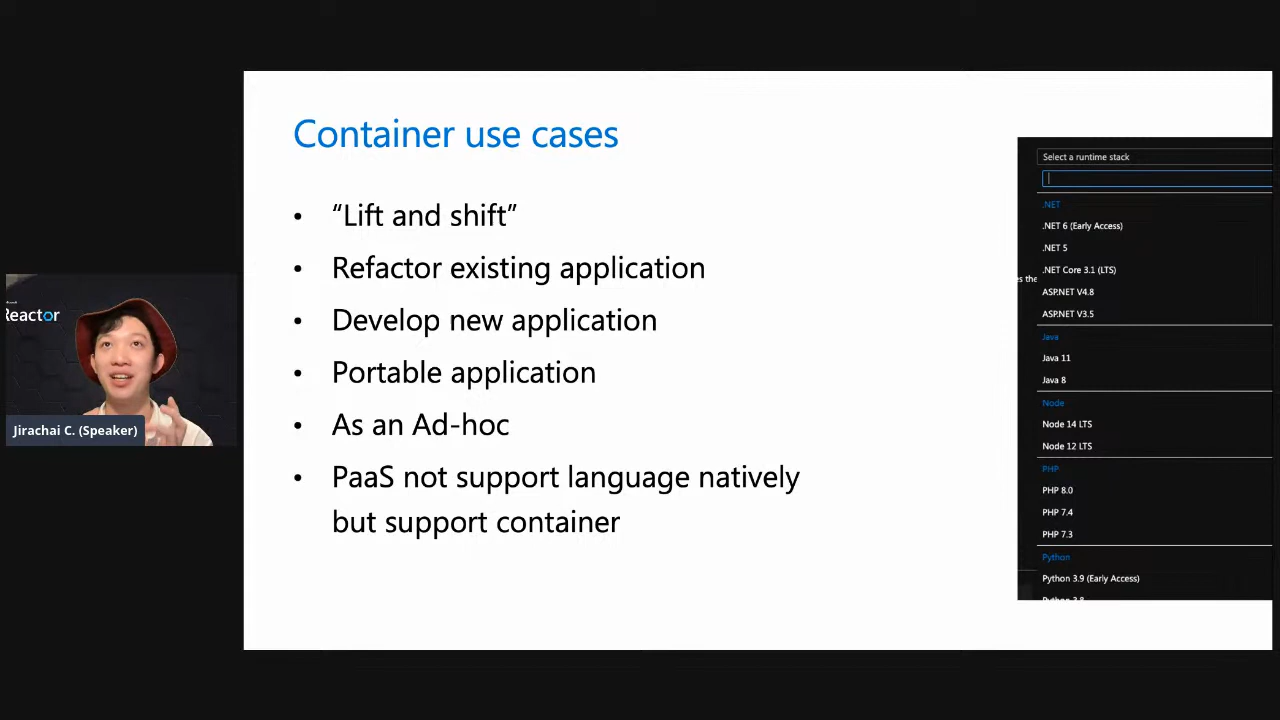 Container use cases
• “Lift and shift”
• Refactor existing application
• Develop new application
• Portable application
• As an Ad-hoc
• PaaS not support language natively
but support container
Reactor
Jirachai C. (Speaker)
Select a runtime stack
.NET
.NET 6 (Early Access)
.NET 5
.NET Core 3.1 (LTS)
ASP.NET V4.8
ASP.NET V3.5
Java
Java 11
Java 8
Node
Node 14 LTS
Node 12 LTS
PHP
PHP 8.0
PHP 7.4
PHP 7.3
Python
Python 3.9 (Early Access)
Python 3.8